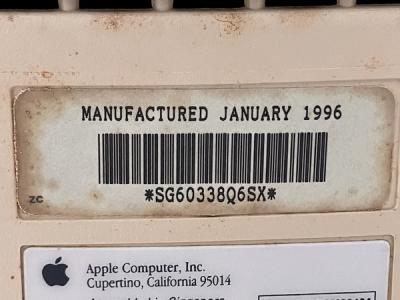 MANUFACTURED JANUARY 1996
*SG60338Q6SX*
ZC
Apple Computer, Inc.
Cupertino, California 95014